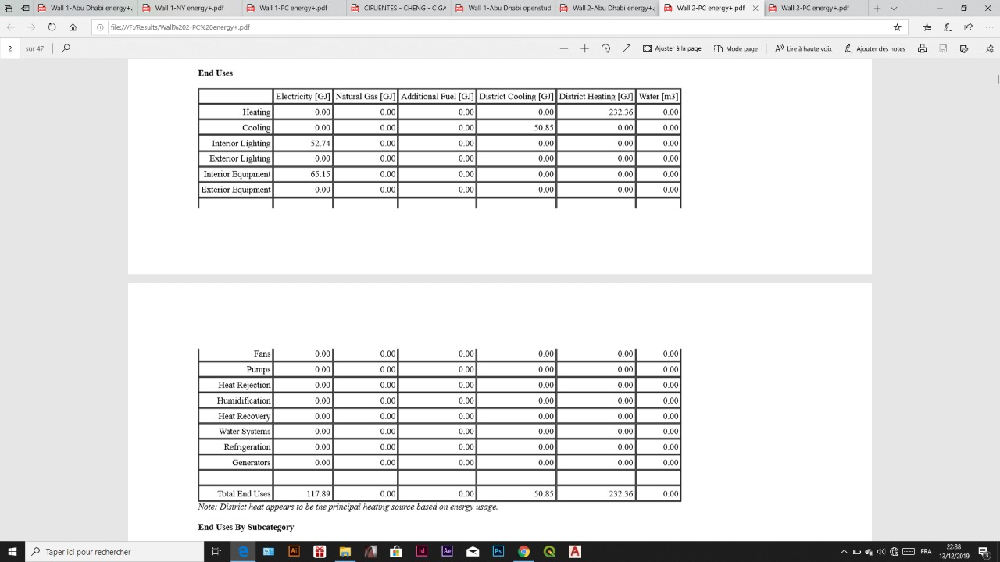 Wall 1-Abu Dhabi energy+.
Wall 1-NY energy+.pdf
Wall 1-PC energy+.pdf
CIFUENTES - CHENG - CIGA
Wall 1-Abu Dhabi openstud
Wall 2-Abu Dhabi energy+.
Wall 2-PC energy+.pdf
Wall 3-PC energy+.pdf
file:///F:/Results/Wall%202-PC%20energy+.pdf
2 sur 47 Ajuster à la page Mode page Lire à haute voix Ajouter des notes
End Uses
Electricity [GJ] Natural Gas [GJ] Additional Fuel [GJ] District Cooling [GJ] District Heating [GJ] Water [m3]
Heating 0.00 0.00 0.00 0.00 232.36 0.00
Cooling 0.00 0.00 0.00 50.85 0.00 0.00
Interior Lighting 52.74 0.00 0.00 0.00 0.00 0.00
Exterior Lighting 0.00 0.00 0.00 0.00 0.00 0.00
Interior Equipment 65.15 0.00 0.00 0.00 0.00 0.00
Exterior Equipment 0.00 0.00 0.00 0.00 0.00 0.00
Fans 0.00 0.00 0.00 0.00 0.00 0.00
Pumps 0.00 0.00 0.00 0.00 0.00 0.00
Heat Rejection 0.00 0.00 0.00 0.00 0.00 0.00
Humidification 0.00 0.00 0.00 0.00 0.00 0.00
Heat Recovery 0.00 0.00 0.00 0.00 0.00 0.00
Water Systems 0.00 0.00 0.00 0.00 0.00 0.00
Refrigeration 0.00 0.00 0.00 0.00 0.00 0.00
Generators 0.00 0.00 0.00 0.00 0.00 0.00
Total End Uses 117.89 0.00 0.00 50.85 232.36 0.00
Note: District heat appears to be the principal heating source based on energy usage.
End Uses By Subcategory
Taper ici pour rechercher
Ai Id Ae Ps A
FRA
22:38
13/12/2019